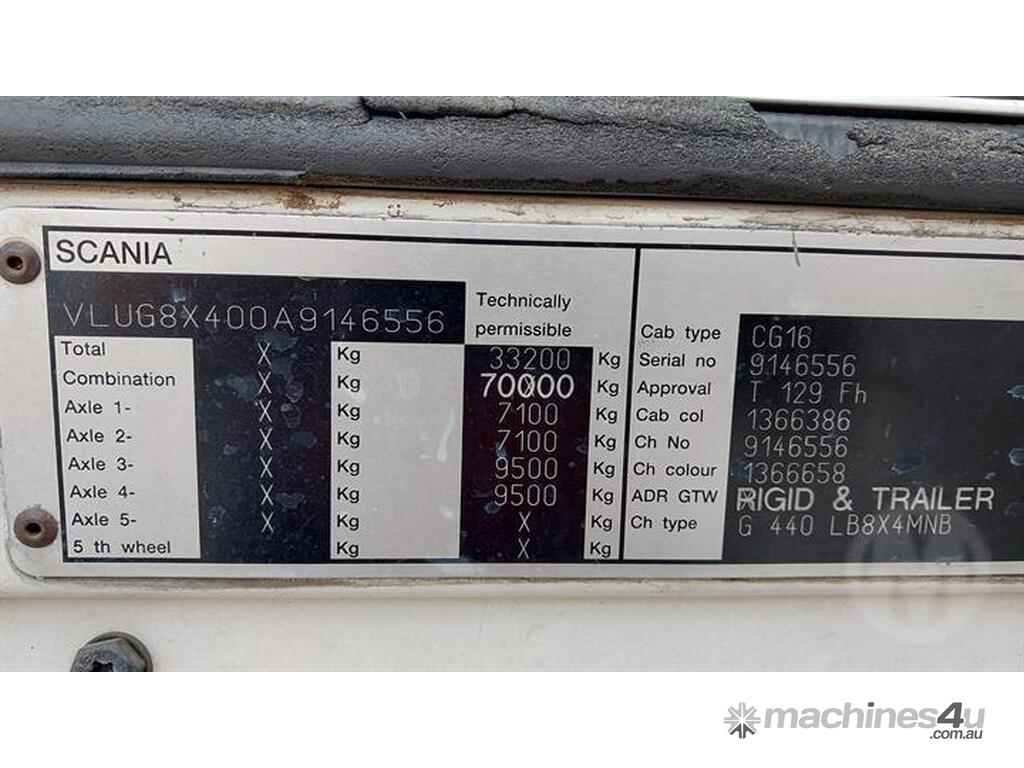 SCANIA
VLUG8X400A9146556
Technically
permissible
Total X Kg 33200 Kg
Combination X Kg 70000 Kg
Axle 1- X Kg 7100 Kg
Axle 2- X Kg 7100 Kg
Axle 3- X Kg 9500 Kg
Axle 4- X Kg 9500 Kg
Axle 5- X Kg X Kg
5 th wheel Kg X Kg
Cab type CG16
Serial no 9146556
Approval T 129 Fh
Cab col 1366386
Ch No 9146556
Ch colour 1366658
ADR GTW RIGID & TRAILER
Ch type G 440 LB8X4MNB
machines4u
.com.au